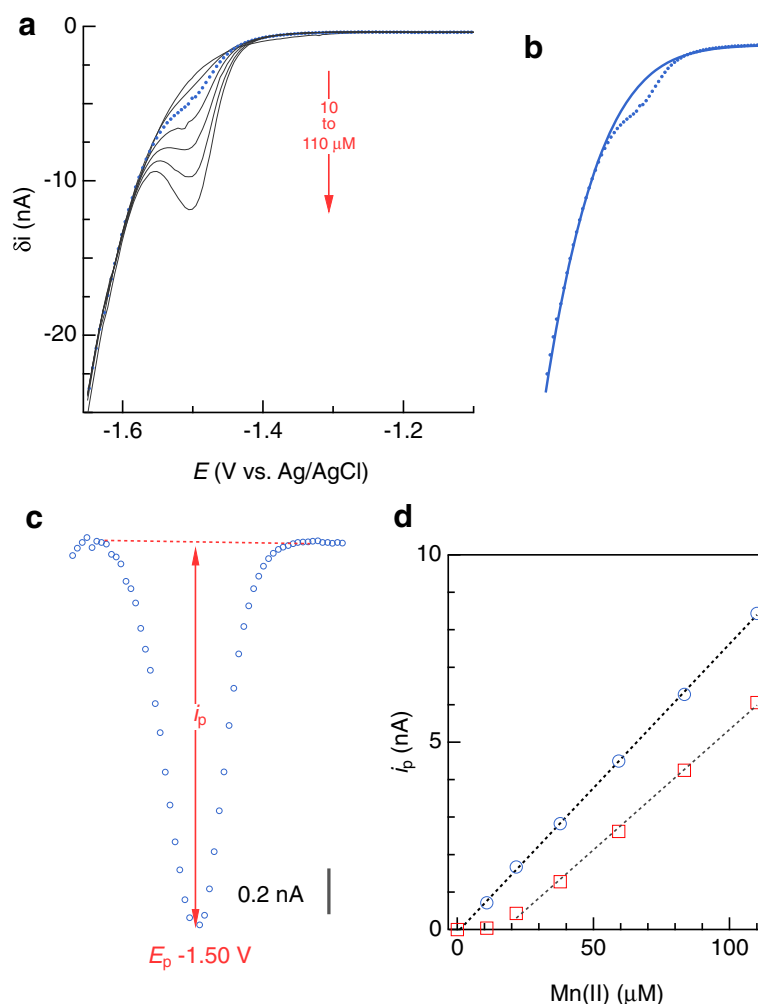 a
0
-10
-20
δi (nA)
10
to
110 μM
-1.6
-1.4
-1.2
E (V vs. Ag/AgCl)
b
c
ip
0.2 nA
Ep -1.50 V
d
10
5
0
ip (nA)
0
50
100
Mn(II) (μM)